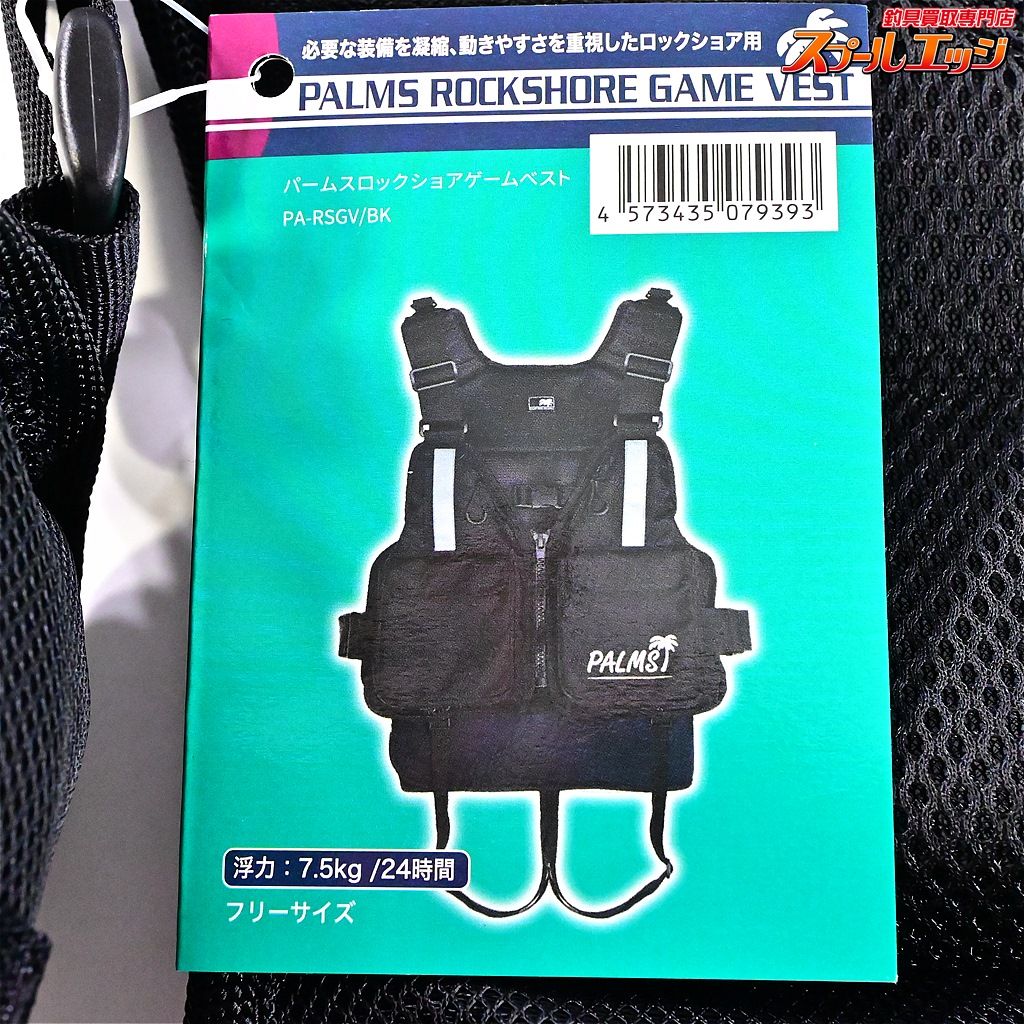 釣具買取専門店
スプールエッジ
必要な装備を凝縮、動きやすさを重視したロックショア用
PALMS ROCKSHORE GAME VEST
パームスロックショアゲームベスト
PA-RSGV/BK
4 573435 079393
PALMS
浮力：7.5kg /24時間
フリーサイズ